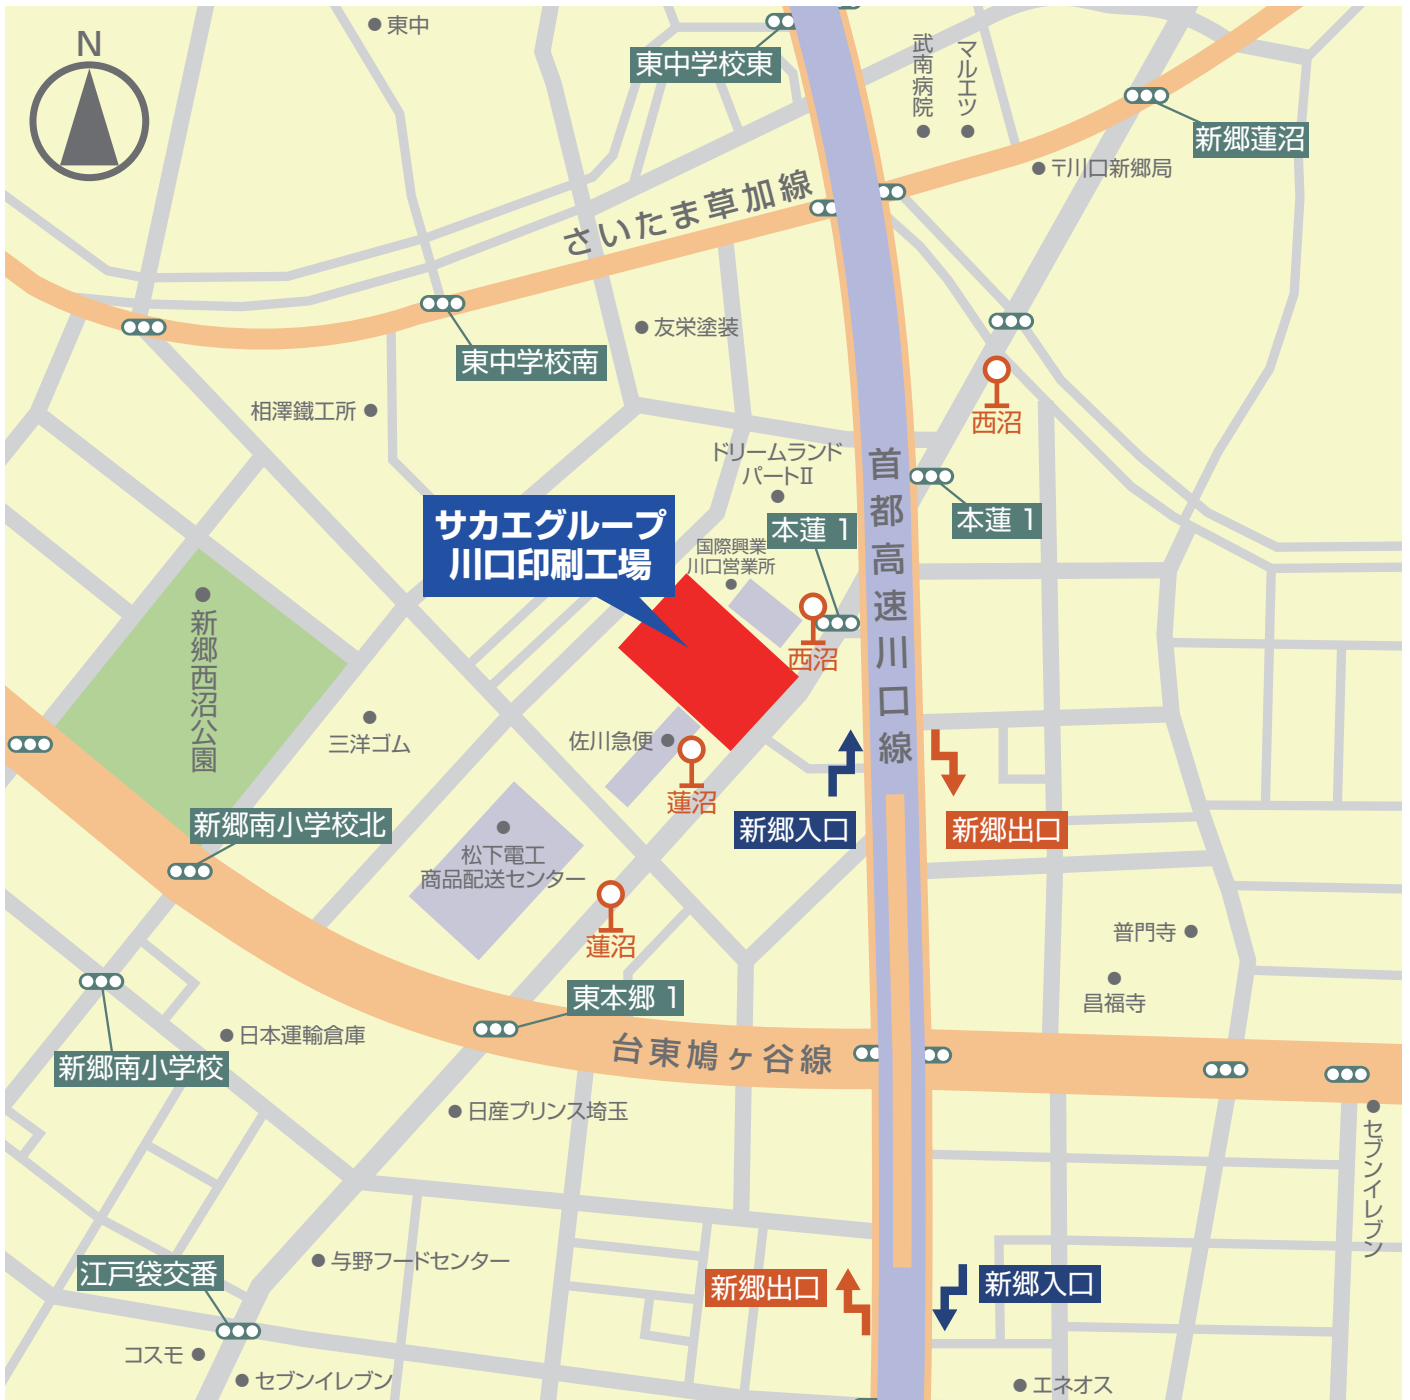 N
東中
東中学校東
武南病院
マルエツ
新郷蓮沼
〒川口新郷局
さいたま草加線
友栄塗装
東中学校南
相澤鐵工所
西沼
ドリームランド
パートⅡ
首都高速川口線
サカエグループ
川口印刷工場
本蓮 1
本蓮 1
国際興業
川口営業所
新郷西沼公園
西沼
三洋ゴム
佐川急便
蓮沼
新郷南小学校北
新郷入口
新郷出口
松下電工
商品配送センター
蓮沼
普門寺
昌福寺
東本郷 1
日本運輸倉庫
台東鳩ヶ谷線
新郷南小学校
日産プリンス埼玉
セブンイレブン
与野フードセンター
江戸袋交番
新郷出口
新郷入口
コスモ
セブンイレブン
エネオス